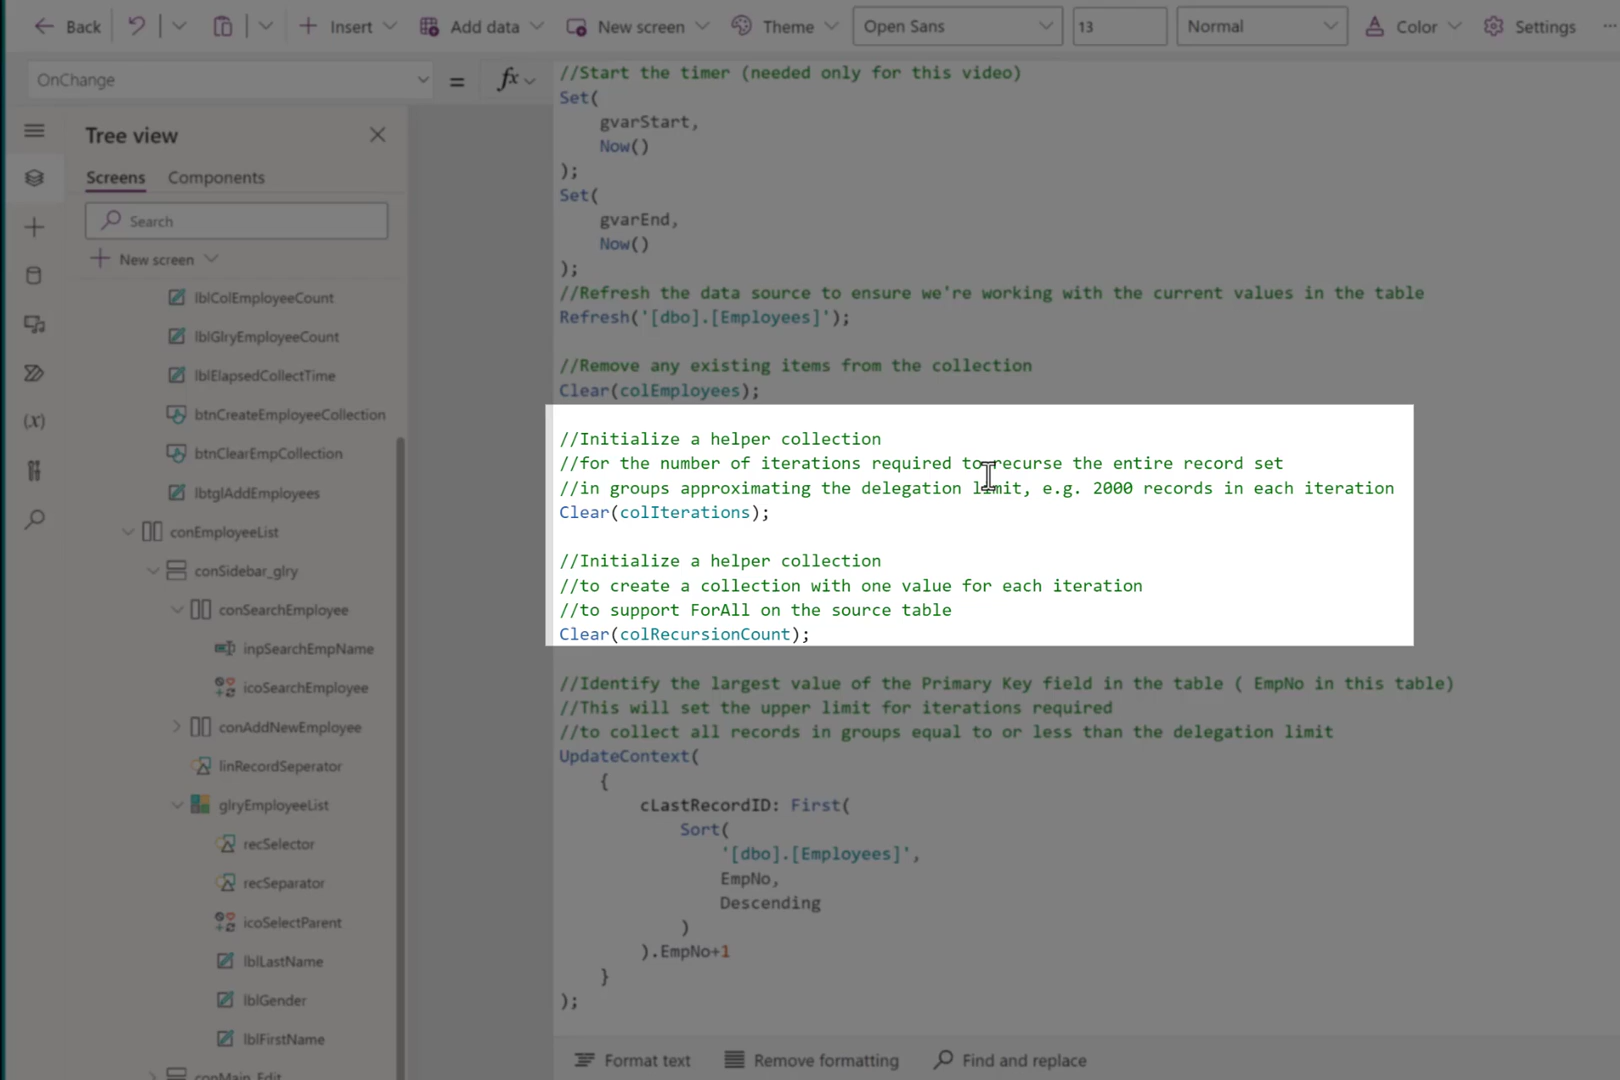 Back
Insert
Add data
New screen
Theme
Open Sans
13
Normal
Color
Settings
OnChange
=
fx
Tree view
Screens
Components
Search
New screen
lblColEmployeeCount
lblGlryEmployeeCount
lblElapsedCollectTime
btnCreateEmployeeCollection
btnClearEmpCollection
lbtglAddEmployees
conEmployeeList
conSidebar_glry
conSearchEmployee
inpSearchEmpName
icoSearchEmployee
conAddNewEmployee
linRecordSeperator
glryEmployeeList
recSelector
recSeparator
icoSelectParent
lblLastName
lblGender
lblFirstName
conMain_Edit
//Start the timer (needed only for this video)
Set(
gvarStart,
Now()
);
Set(
gvarEnd,
Now()
);
//Refresh the data source to ensure we're working with the current values in the table
Refresh('[dbo].[Employees]');
//Remove any existing items from the collection
Clear(colEmployees);
//Initialize a helper collection
//for the number of iterations required to recurse the entire record set
//in groups approximating the delegation limit, e.g. 2000 records in each iteration
Clear(colIterations);
//Initialize a helper collection
//to create a collection with one value for each iteration
//to support ForAll on the source table
Clear(colRecursionCount);
//Identify the largest value of the Primary Key field in the table ( EmpNo in this table)
//This will set the upper limit for iterations required
//to collect all records in groups equal to or less than the delegation limit
UpdateContext(
{
cLastRecordID: First(
Sort(
'[dbo].[Employees]',
EmpNo,
Descending
)
).EmpNo+1
}
);
Format text
Remove formatting
Find and replace